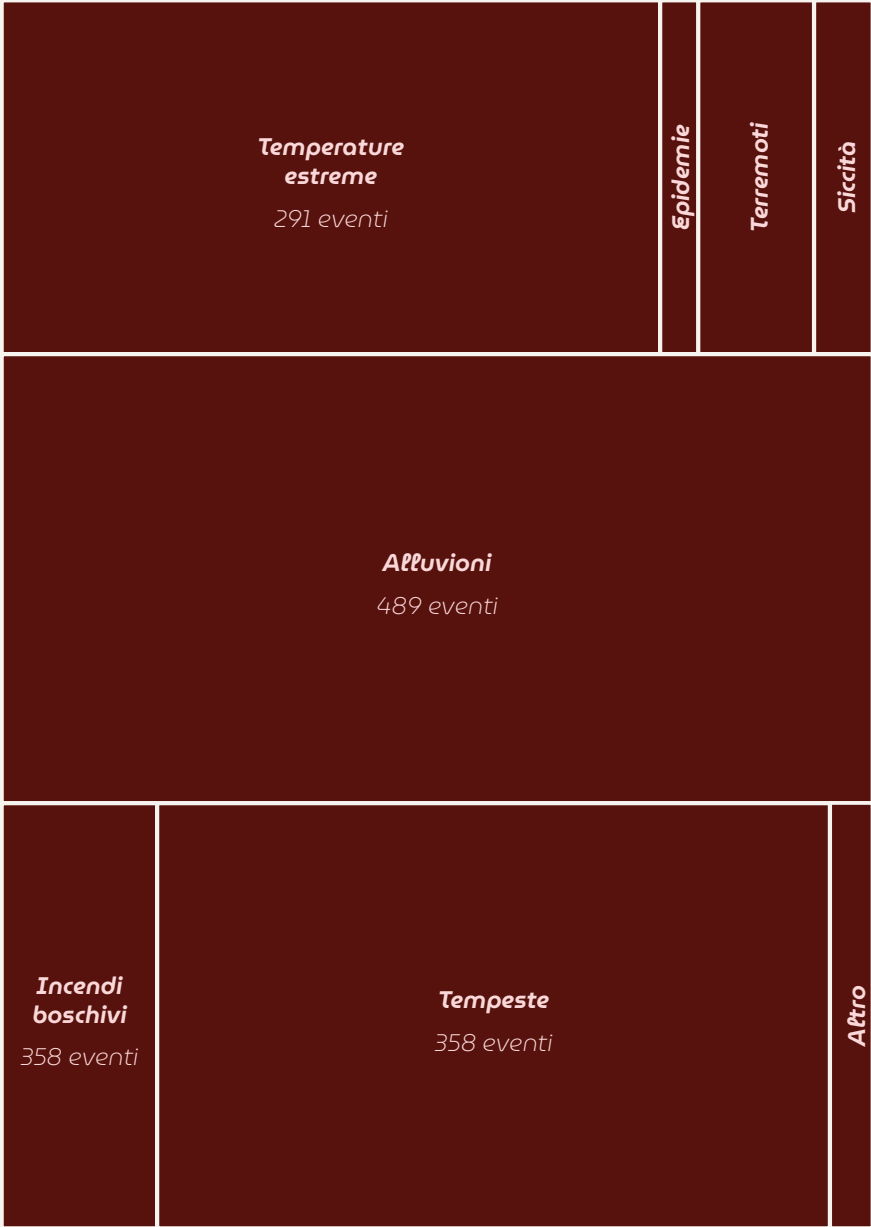 Temperature
estreme
291 eventi
Epidemie
Terremoti
Siccità
Alluvioni
489 eventi
Incendi
boschivi
358 eventi
Tempeste
358 eventi
Altro